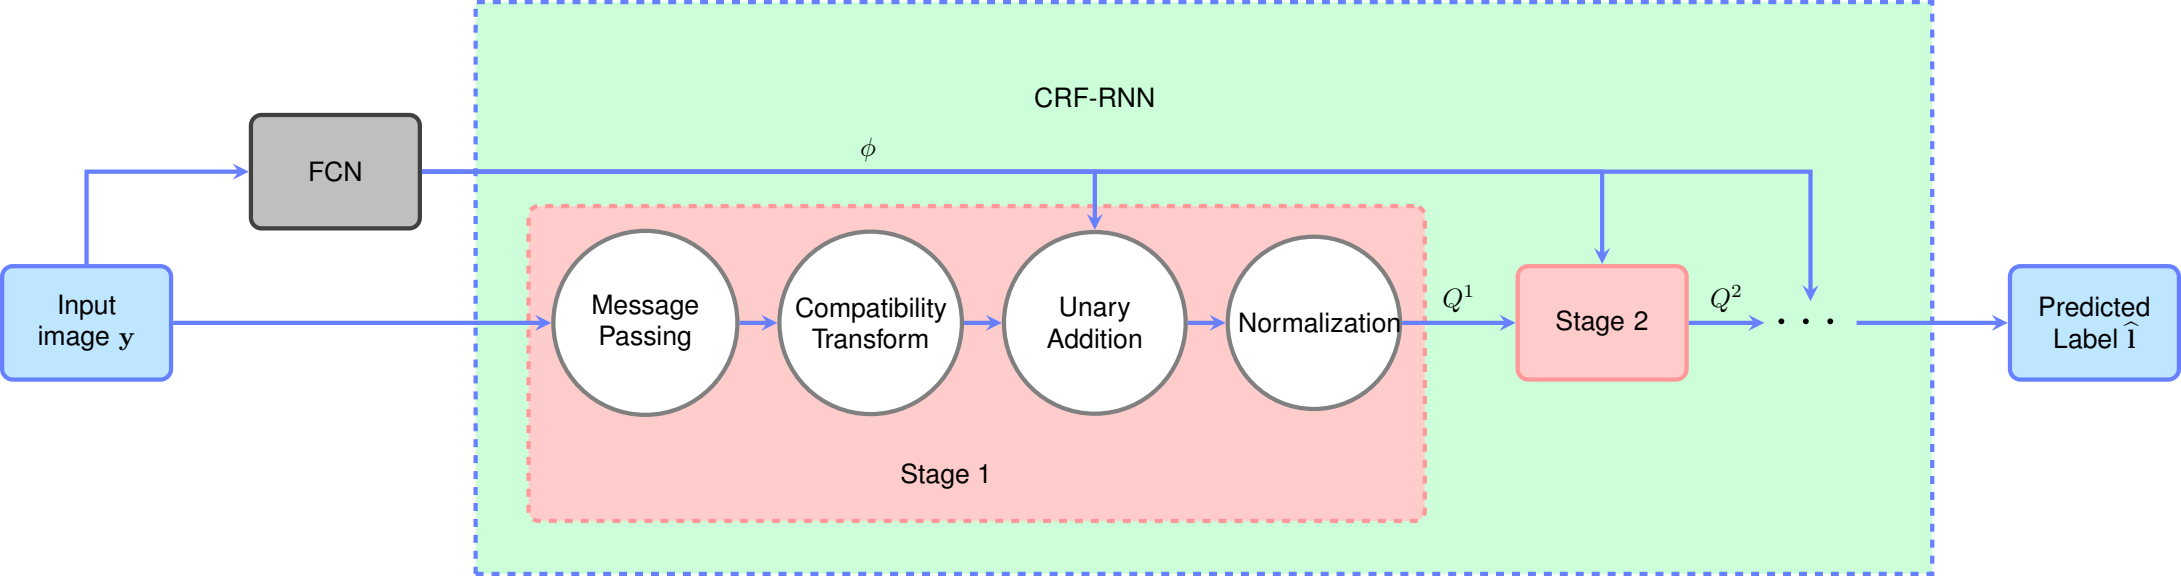 CRF-RNN
ϕ
FCN
Input
image y
Message
Passing
Compatibility
Transform
Unary
Addition
Normalization
Q¹
Stage 2
Q²
· · ·
Predicted
Label l̂
Stage 1